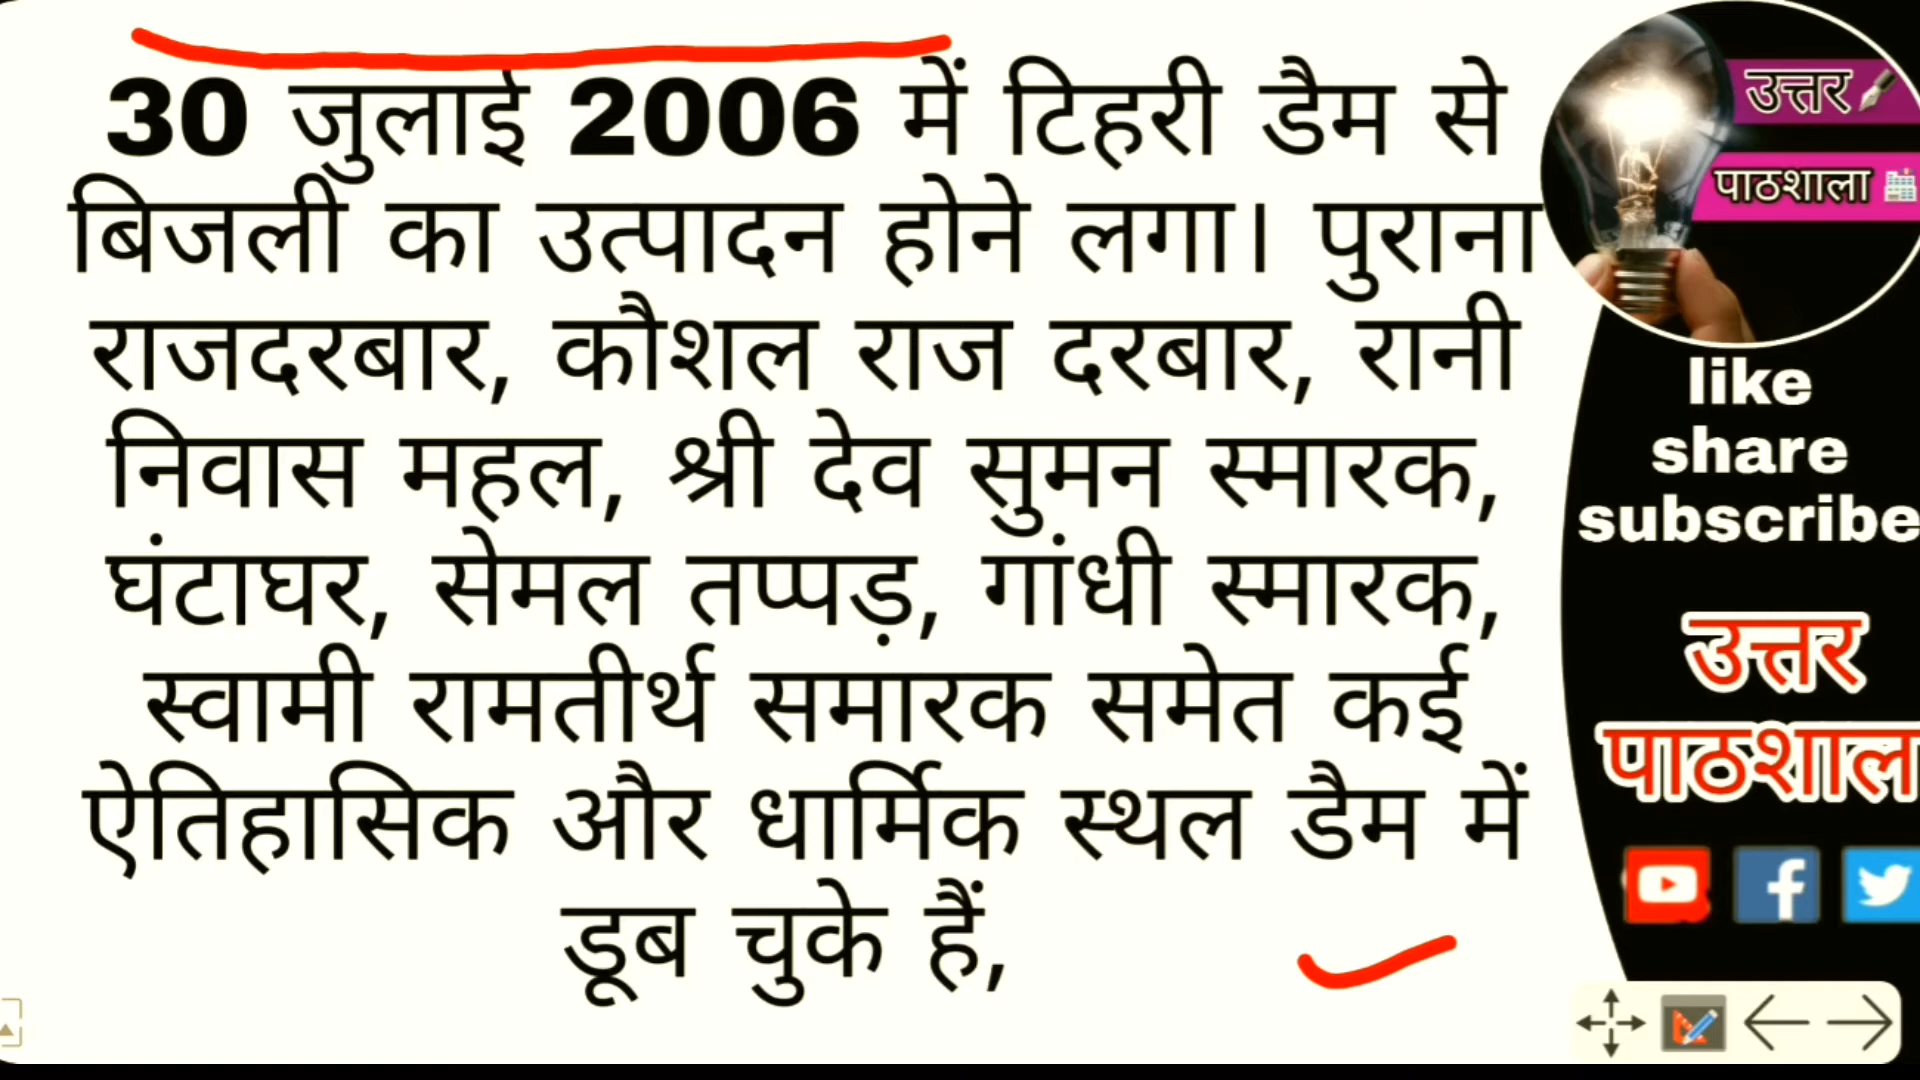 30 जुलाई 2006 में टिहरी डैम से
बिजली का उत्पादन होने लगा। पुराना
राजदरबार, कौशल राज दरबार, रानी
निवास महल, श्री देव सुमन स्मारक,
घंटाघर, सेमल तप्पड़, गांधी स्मारक,
स्वामी रामतीर्थ समांरक समेत कई
ऐतिहासिक और धार्मिक स्थल डैम में
डूब चुके हैं,
उत्तर
पाठशाला
like
share
subscribe
उत्तर
पाठशाल